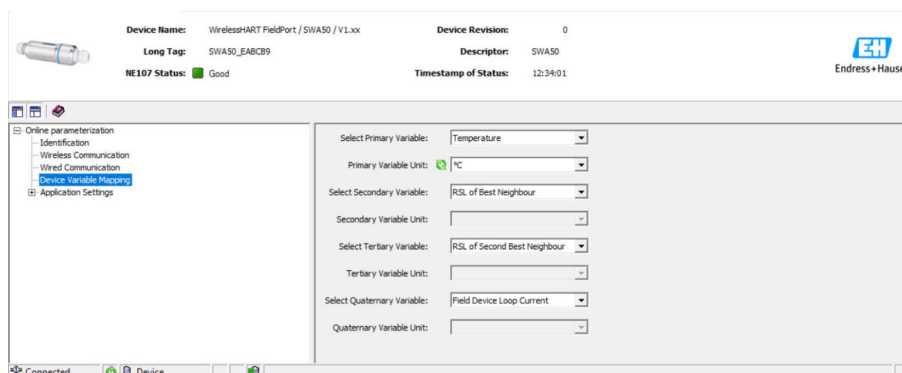 Device Name: WirelessHART FieldPort / SWA50 / V1.xx Device Revision: 0
Long Tag: SWA50_EABCB9 Descriptor: SWA50
NE107 Status: Good Timestamp of Status: 12:34:01
EH
Endress+Hause
Online parameterization
Identification
Wireless Communication
Wired Communication
Device Variable Mapping
Application Settings
Select Primary Variable: Temperature
Primary Variable Unit: °C
Select Secondary Variable: RSL of Best Neighbour
Secondary Variable Unit:
Select Tertiary Variable: RSL of Second Best Neighbour
Tertiary Variable Unit:
Select Quaternary Variable: Field Device Loop Current
Quaternary Variable Unit:
Connected Device